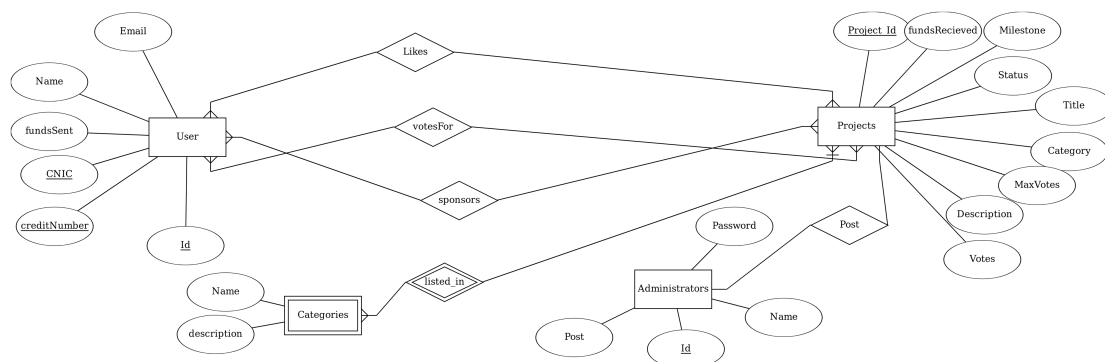 Email
Likes
Project_Id
fundsRecieved
Milestone
Name
Status
Title
fundsSent
User
votesFor
Projects
Category
CNIC
MaxVotes
sponsors
Description
creditNumber
Id
Password
Post
Votes
Name
listed_in
Administrators
Categories
description
Post
Name
Id